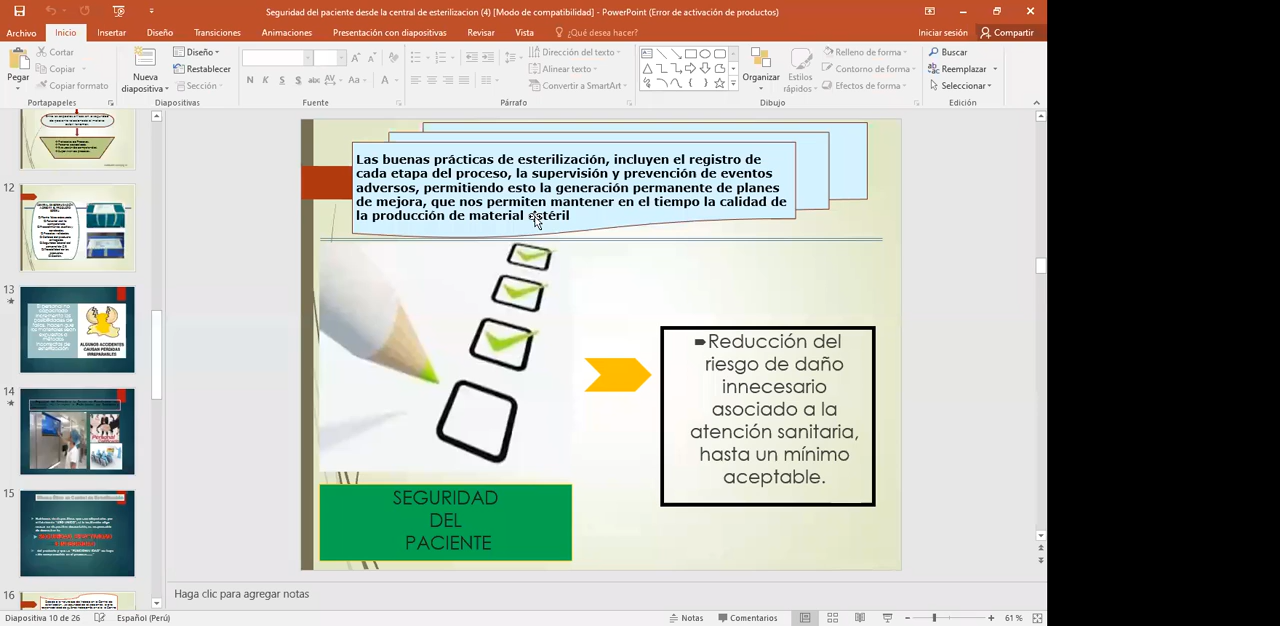 Seguridad del paciente desde la central de esterilizacion (4) [Modo de compatibilidad] - PowerPoint (Error de activación de productos)
Archivo Inicio Insertar Diseño Transiciones Animaciones Presentación con diapositivas Revisar Vista ¿Qué desea hacer? Iniciar sesión Compartir
Pegar
Cortar
Copiar
Copiar formato
Portapapeles
Nueva
diapositiva
Diseño
Restablecer
Sección
Diapositivas
N K S S abc AV Aa A
Fuente
Dirección del texto
Alinear texto
Convertir a SmartArt
Párrafo
Organizar
Estilos
rápidos
Relleno de forma
Contorno de forma
Efectos de forma
Dibujo
Buscar
Reemplazar
Seleccionar
Edición
12
13
ALGUNOS ACCIDENTES
CAUSAN PERDIDAS
IRREPARABLES
14
15
16
Las buenas prácticas de esterilización, incluyen el registro de
cada etapa del proceso, la supervisión y prevención de eventos
adversos, permitiendo esto la generación permanente de planes
de mejora, que nos permiten mantener en el tiempo la calidad de
la producción de material estéril
Reducción del
riesgo de daño
innecesario
asociado a la
atención sanitaria,
hasta un mínimo
aceptable.
SEGURIDAD
DEL
PACIENTE
Haga clic para agregar notas
Diapositiva 10 de 26 Español (Perú) Notas Comentarios 61 %